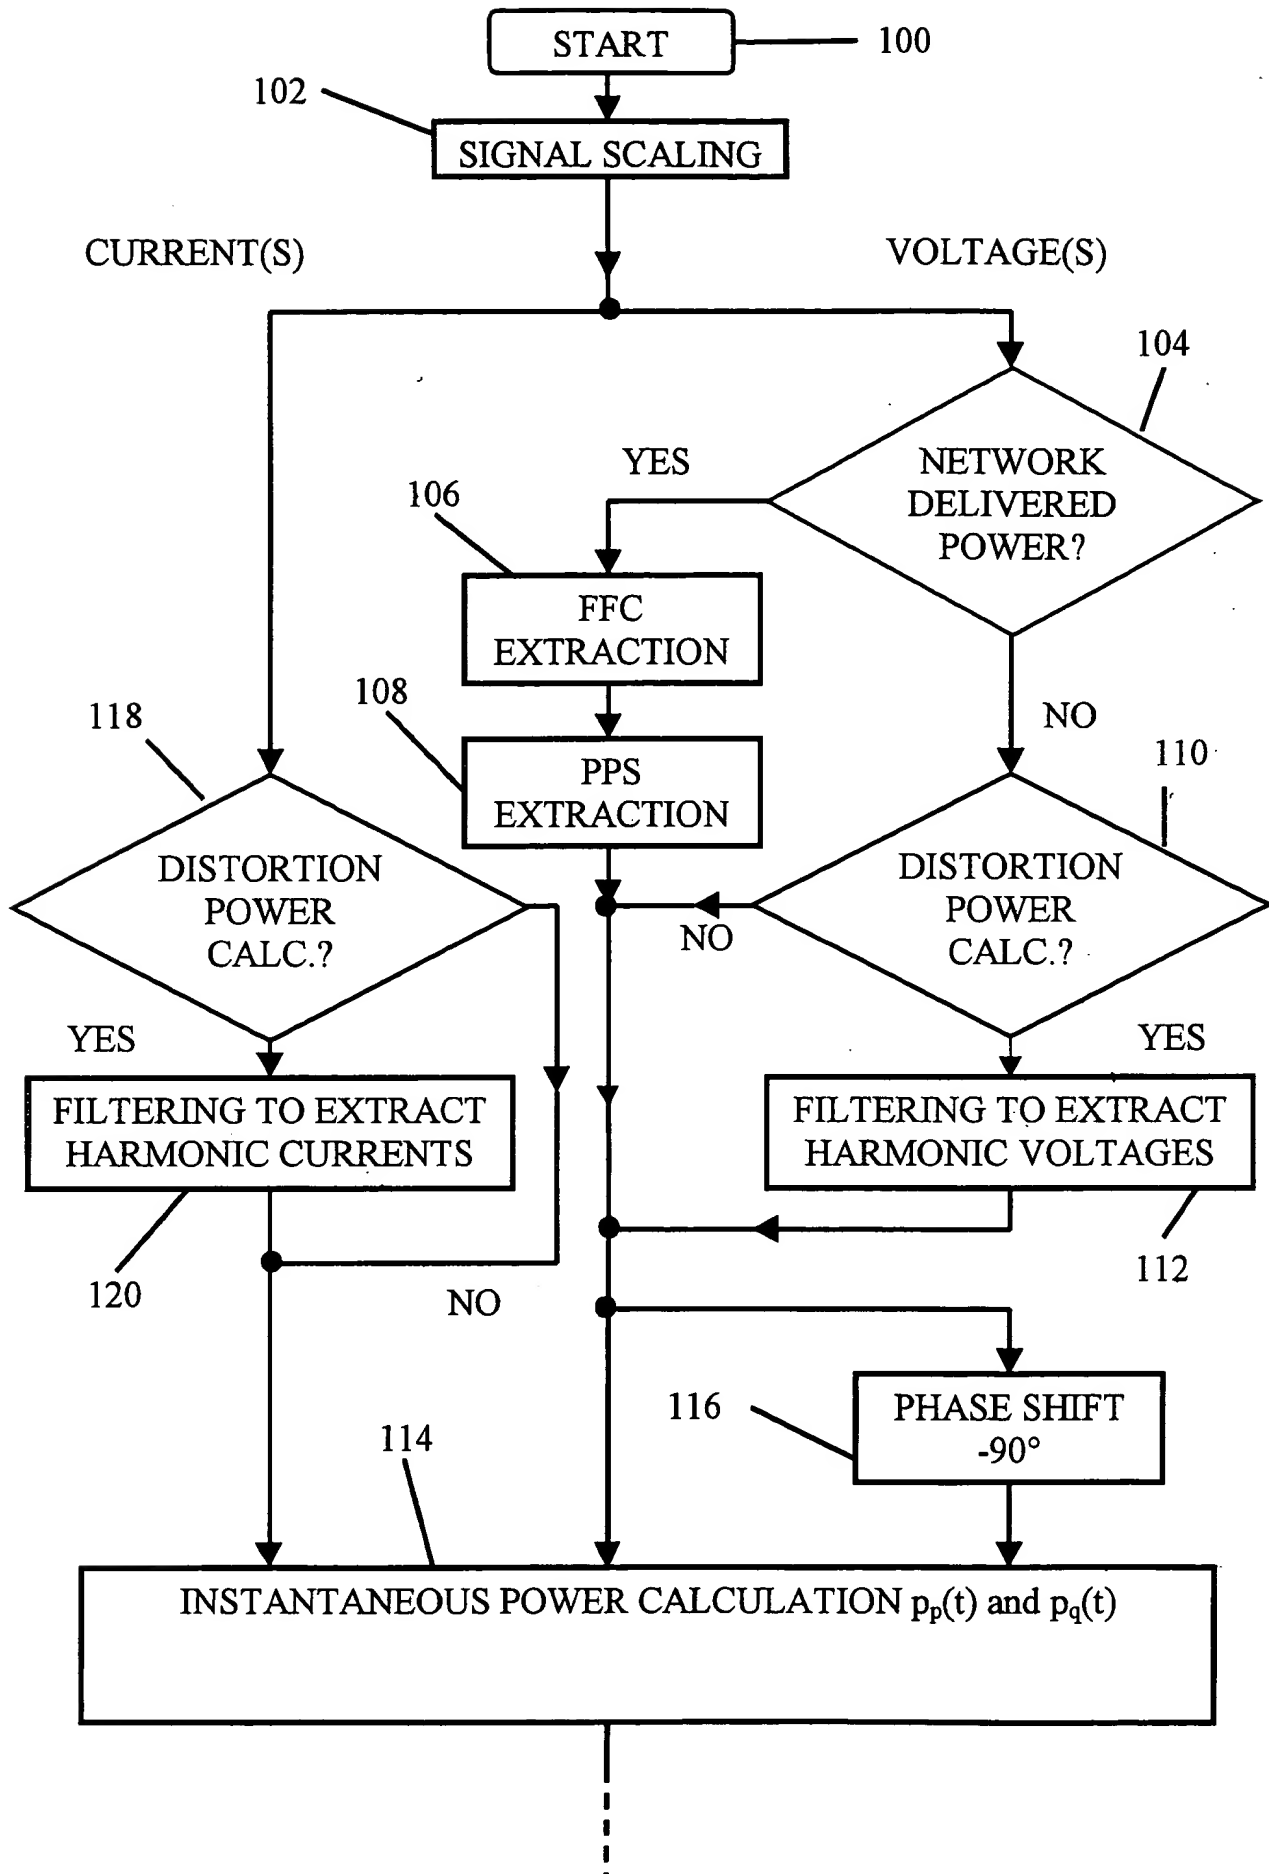 START
100
102
SIGNAL SCALING
CURRENT(S)
VOLTAGE(S)
104
YES
NETWORK
DELIVERED
POWER?
106
FFC
EXTRACTION
108
118
NO
110
PPS
EXTRACTION
DISTORTION
POWER
CALC.?
DISTORTION
POWER
CALC.?
NO
YES
YES
FILTERING TO EXTRACT
HARMONIC CURRENTS
FILTERING TO EXTRACT
HARMONIC VOLTAGES
120
NO
112
116
PHASE SHIFT
-90°
114
INSTANTANEOUS POWER CALCULATION pp(t) and pq(t)